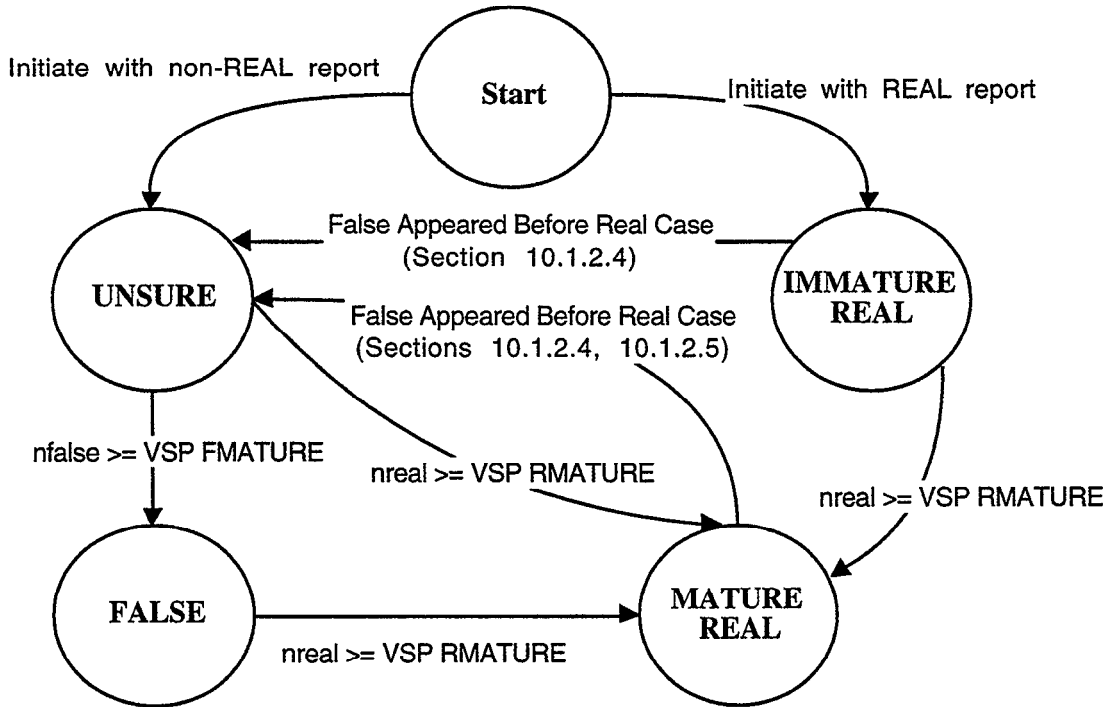 Initiate with non-REAL report
Start
Initiate with REAL report
False Appeared Before Real Case
(Section 10.1.2.4)
UNSURE
IMMATURE
REAL
False Appeared Before Real Case
(Sections 10.1.2.4, 10.1.2.5)
nfalse >= VSP FMATURE
nreal >= VSP RMATURE
nreal >= VSP RMATURE
FALSE
MATURE
REAL
nreal >= VSP RMATURE